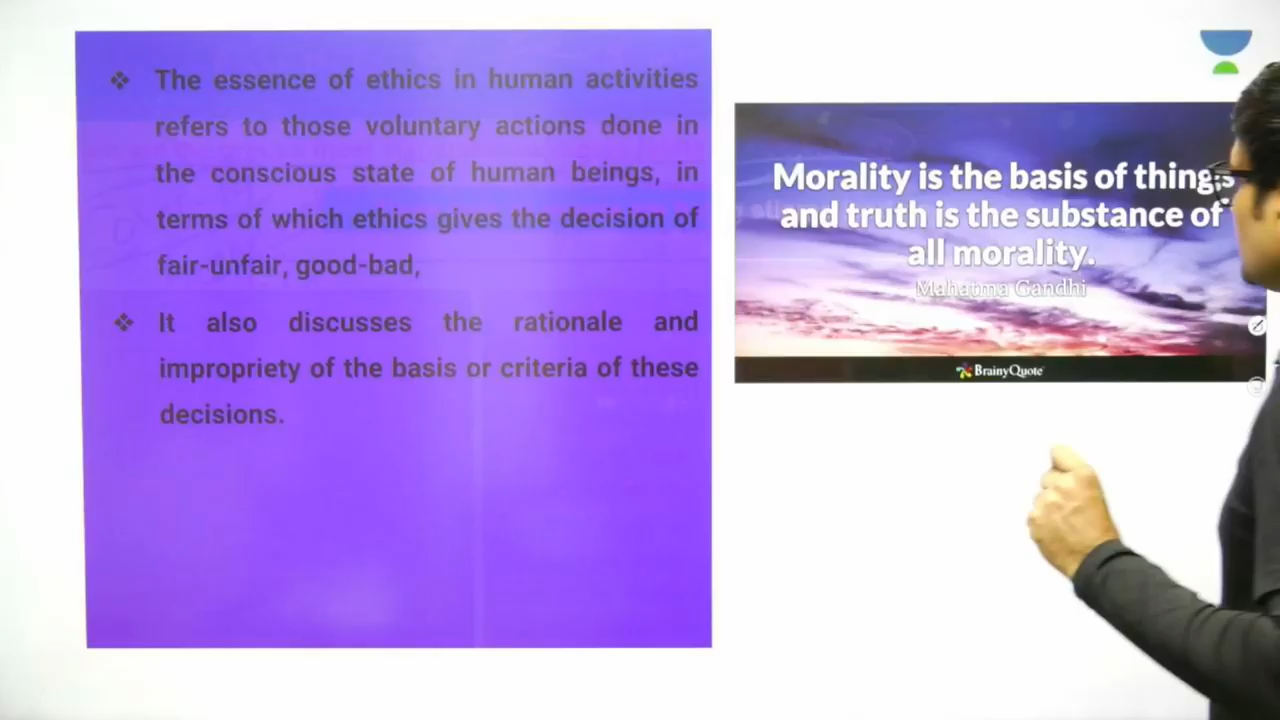 The essence of ethics in human activities
refers to those voluntary actions done in
the conscious state of human beings, in
terms of which ethics gives the decision of
fair-unfair, good-bad,
It also discusses the rationale and
impropriety of the basis or criteria of these
decisions.
Morality is the basis of things
and truth is the substance of
all morality.
Mahatma Gandhi
BrainyQuote